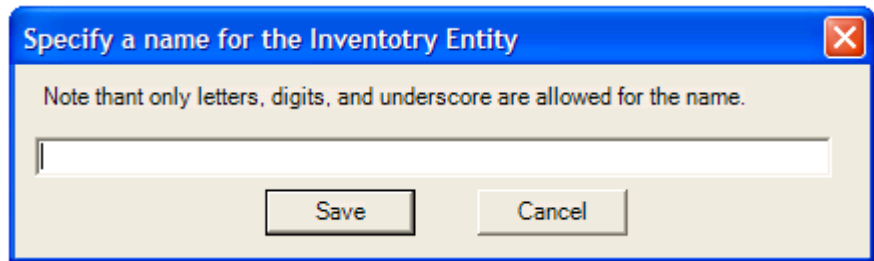 Specify a name for the Inventotry Entity
Note thant only letters, digits, and underscore are allowed for the name.
Save Cancel